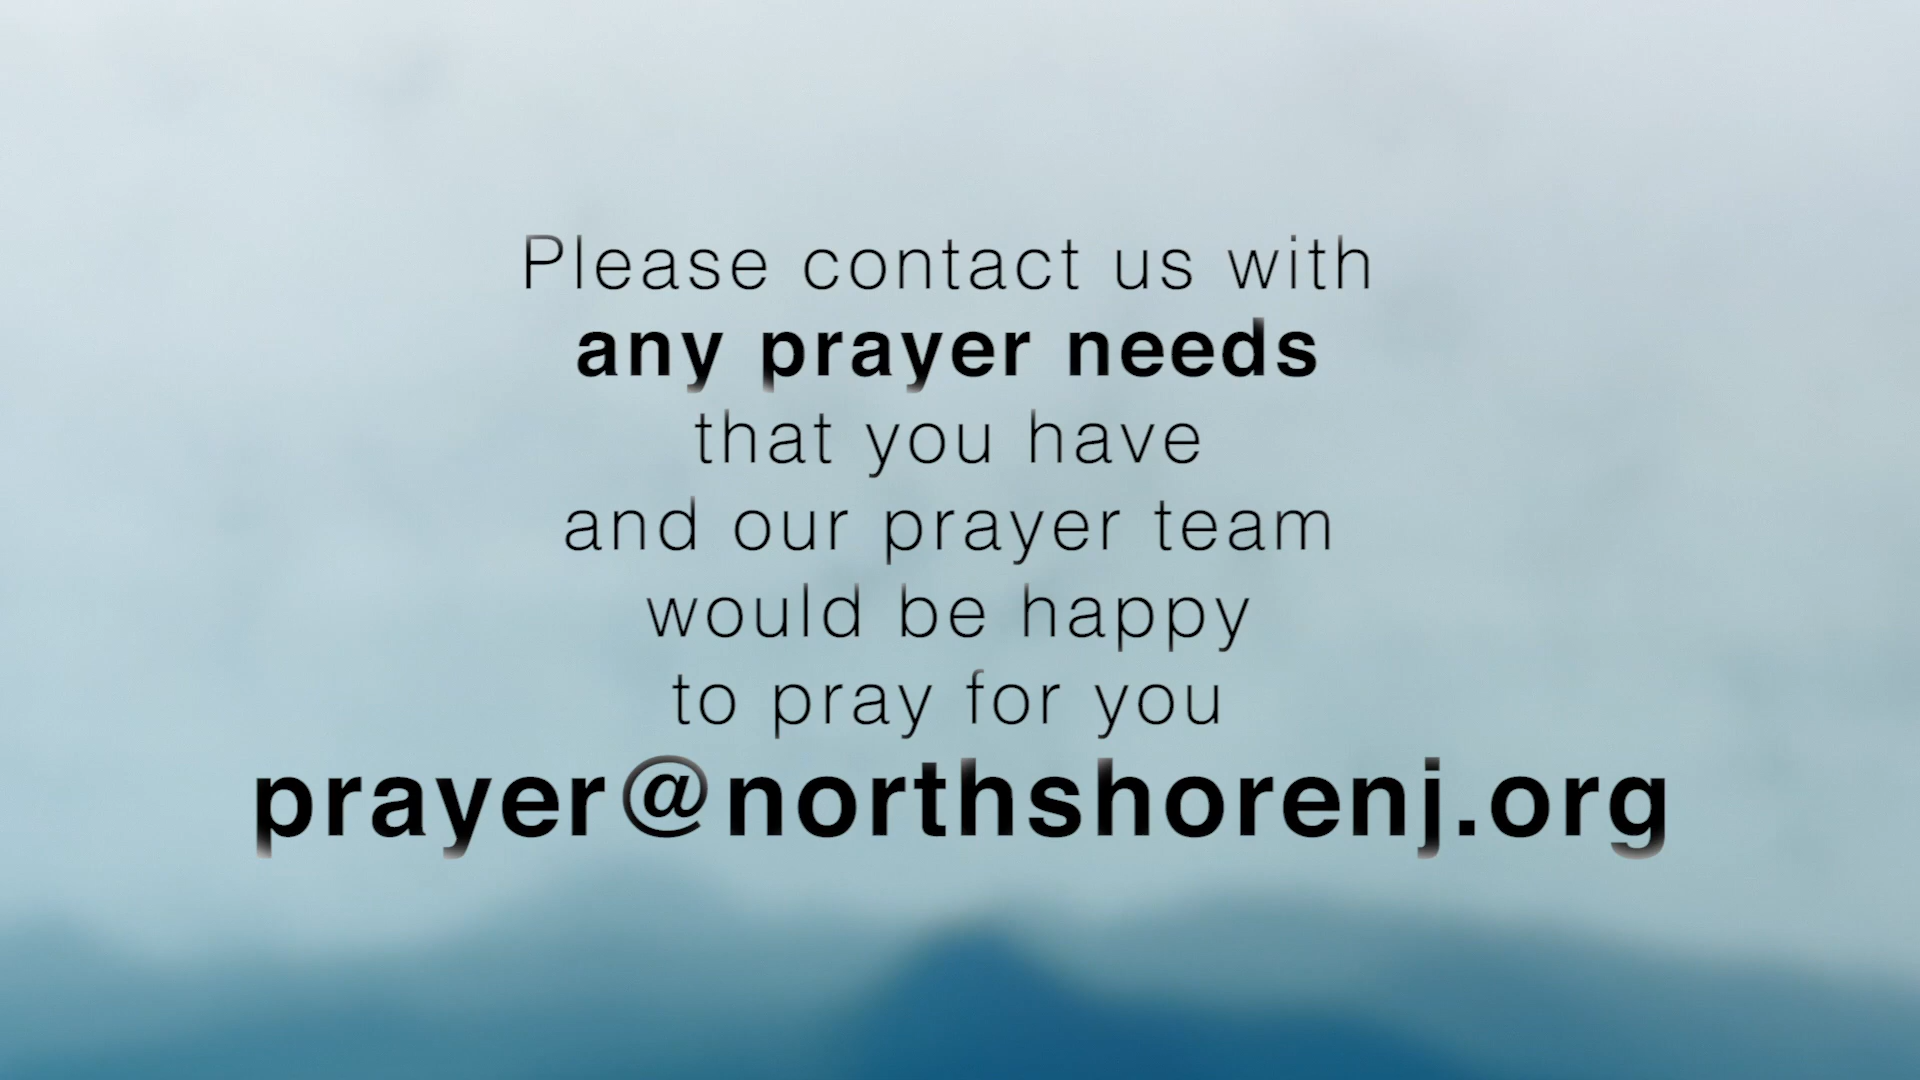 Please contact us with
any prayer needs
that you have
and our prayer team
would be happy
to pray for you
prayer@northshorenj.org